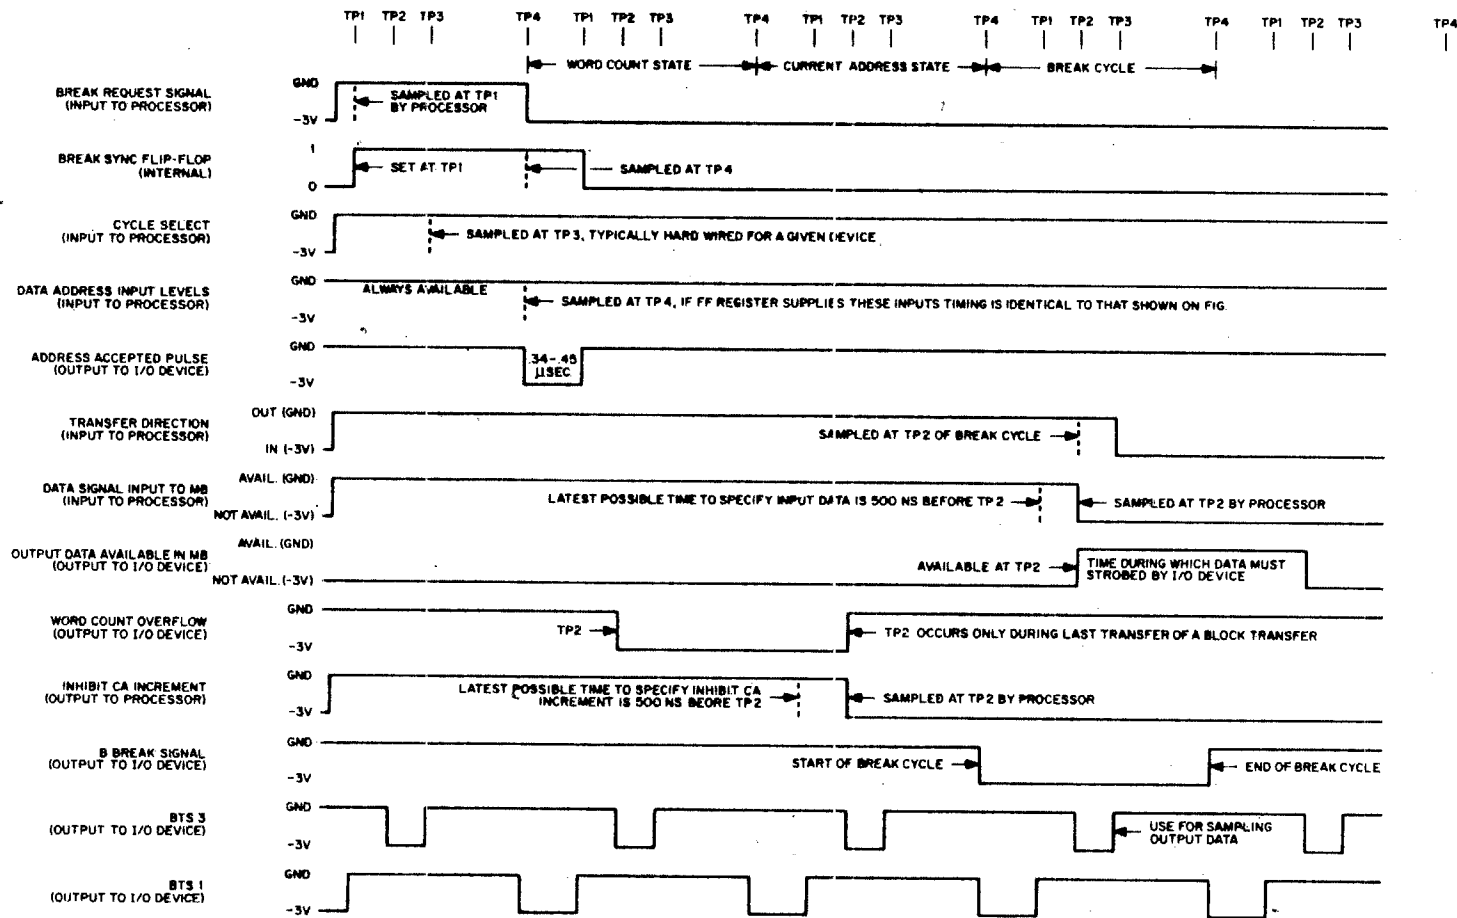 TP1 TP2 TP3 TP4 TP1 TP2 TP3 TP4 TP1 TP2 TP3 TP4 TP1 TP2 TP3 TP4 TP1 TP2 TP3 TP4
WORD COUNT STATE CURRENT ADDRESS STATE BREAK CYCLE
BREAK REQUEST SIGNAL
(INPUT TO PROCESSOR)
GND
-3V
SAMPLED AT TP1
BY PROCESSOR
BREAK SYNC FLIP-FLOP
(INTERNAL)
1
0
SET AT TP1
SAMPLED AT TP4
CYCLE SELECT
(INPUT TO PROCESSOR)
GND
-3V
SAMPLED AT TP3, TYPICALLY HARD WIRED FOR A GIVEN DEVICE
DATA ADDRESS INPUT LEVELS
(INPUT TO PROCESSOR)
GND
-3V
ALWAYS AVAILABLE
SAMPLED AT TP4, IF FF REGISTER SUPPLIES THESE INPUTS TIMING IS IDENTICAL TO THAT SHOWN ON FIG.
ADDRESS ACCEPTED PULSE
(OUTPUT TO I/O DEVICE)
GND
-3V
.34-.45
μSEC
TRANSFER DIRECTION
(INPUT TO PROCESSOR)
OUT (GND)
IN (-3V)
SAMPLED AT TP2 OF BREAK CYCLE
DATA SIGNAL INPUT TO MB
(INPUT TO PROCESSOR)
AVAIL. (GND)
NOT AVAIL. (-3V)
LATEST POSSIBLE TIME TO SPECIFY INPUT DATA IS 500 NS BEFORE TP2
SAMPLED AT TP2 BY PROCESSOR
OUTPUT DATA AVAILABLE IN MB
(OUTPUT TO I/O DEVICE)
AVAIL. (GND)
NOT AVAIL. (-3V)
AVAILABLE AT TP2
TIME DURING WHICH DATA MUST
STROBED BY I/O DEVICE
WORD COUNT OVERFLOW
(OUTPUT TO I/O DEVICE)
GND
-3V
TP2
TP2 OCCURS ONLY DURING LAST TRANSFER OF A BLOCK TRANSFER
INHIBIT CA INCREMENT
(OUTPUT TO PROCESSOR)
GND
-3V
LATEST POSSIBLE TIME TO SPECIFY INHIBIT CA
INCREMENT IS 500 NS BEORE TP2
SAMPLED AT TP2 BY PROCESSOR
B BREAK SIGNAL
(OUTPUT TO I/O DEVICE)
GND
-3V
START OF BREAK CYCLE
END OF BREAK CYCLE
BTS 3
(OUTPUT TO I/O DEVICE)
GND
-3V
USE FOR SAMPLING
OUTPUT DATA
BTS 1
(OUTPUT TO I/O DEVICE)
GND
-3V